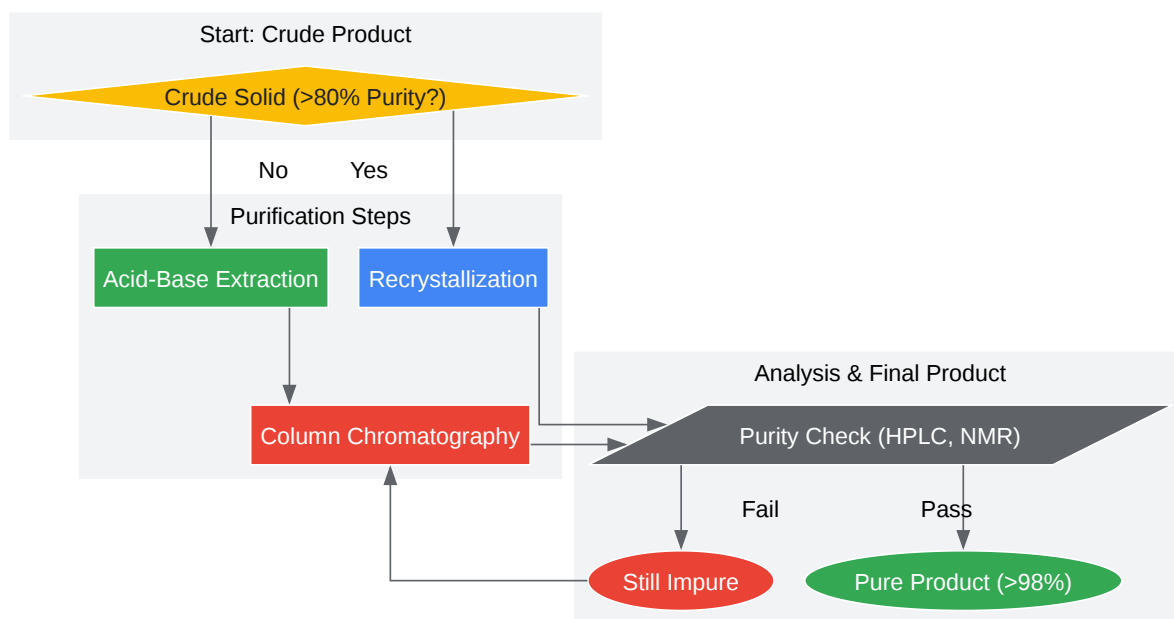 Start: Crude Product
Crude Solid (>80% Purity?)
No
Yes
Purification Steps
Acid-Base Extraction
Recrystallization
Column Chromatography
Analysis & Final Product
Purity Check (HPLC, NMR)
Fail
Pass
Still Impure
Pure Product (>98%)